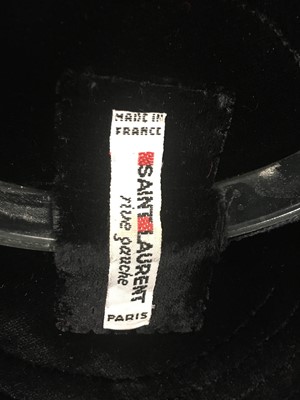 MADE IN
FRANCE
SAINT LAURENT
rive gauche
PARIS